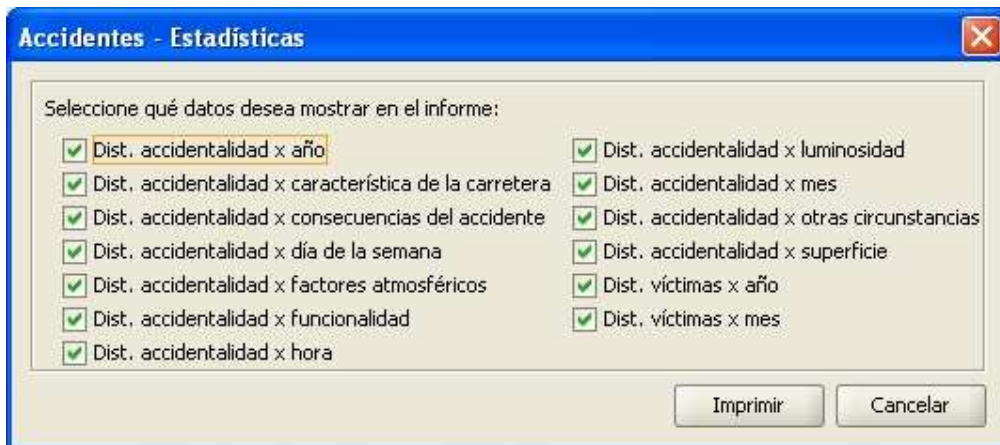 Accidentes - Estadísticas
Seleccione qué datos desea mostrar en el informe:
Dist. accidentalidad x año
Dist. accidentalidad x característica de la carretera
Dist. accidentalidad x consecuencias del accidente
Dist. accidentalidad x día de la semana
Dist. accidentalidad x factores atmosféricos
Dist. accidentalidad x funcionalidad
Dist. accidentalidad x hora
Dist. accidentalidad x luminosidad
Dist. accidentalidad x mes
Dist. accidentalidad x otras circunstancias
Dist. accidentalidad x superficie
Dist. víctimas x año
Dist. víctimas x mes
Imprimir
Cancelar